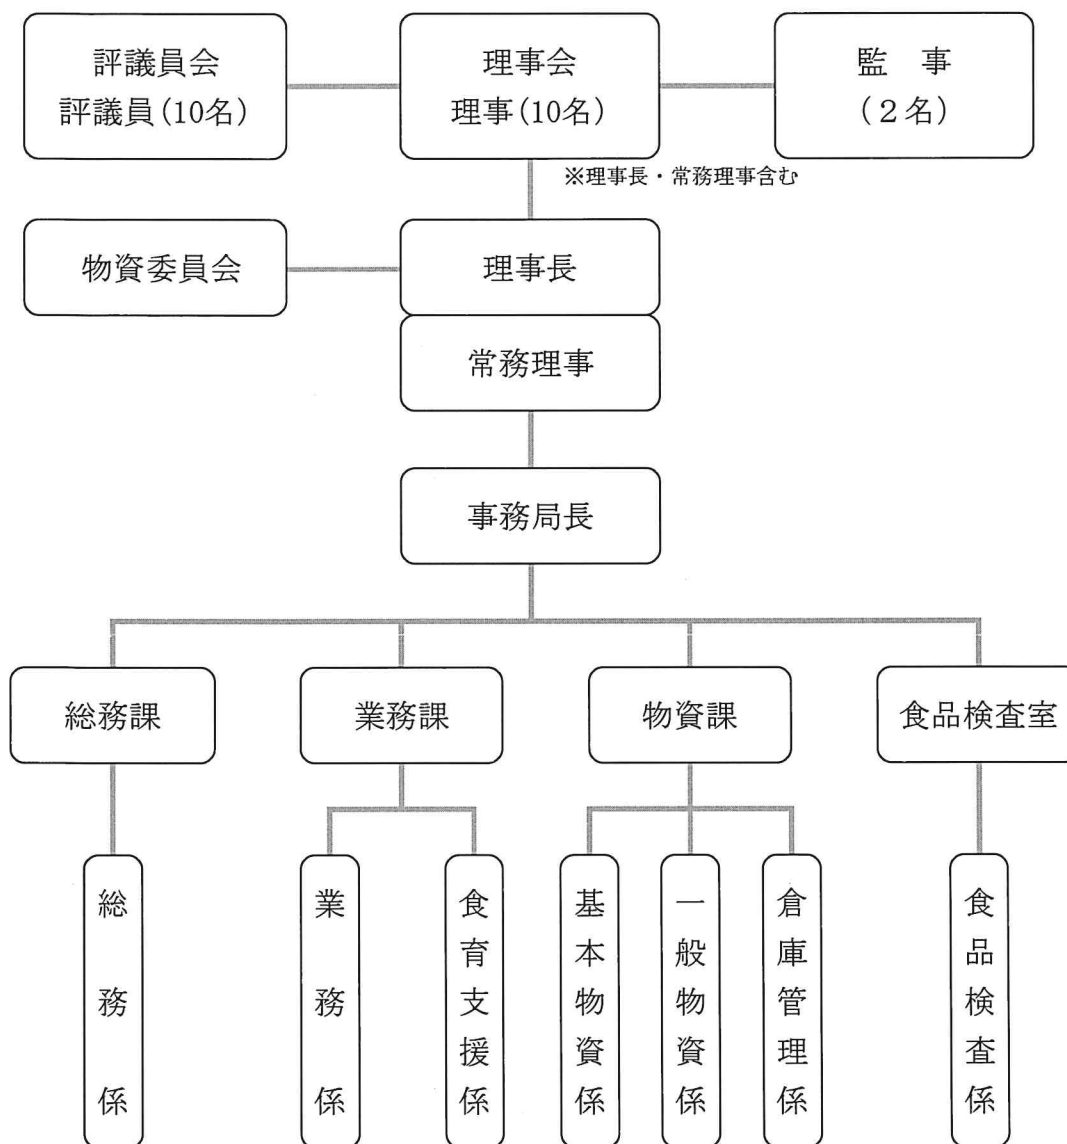 評議員会
評議員(10名)
理事会
理事(10名)
監　事
(２名)
※理事長・常務理事含む
物資委員会
理事長
常務理事
事務局長
総務課
業務課
物資課
食品検査室
総務係
業務係
食育支援係
基本物資係
一般物資係
倉庫管理係
食品検査係